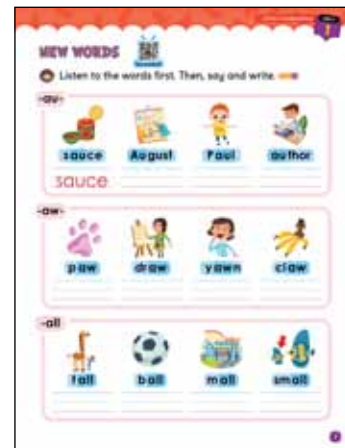 NEW WORDS
Listen to the words first. Then, say and write.
-au-
sauce August Paul author
sauce
-aw-
paw draw yawn claw
-all
tall ball mall small